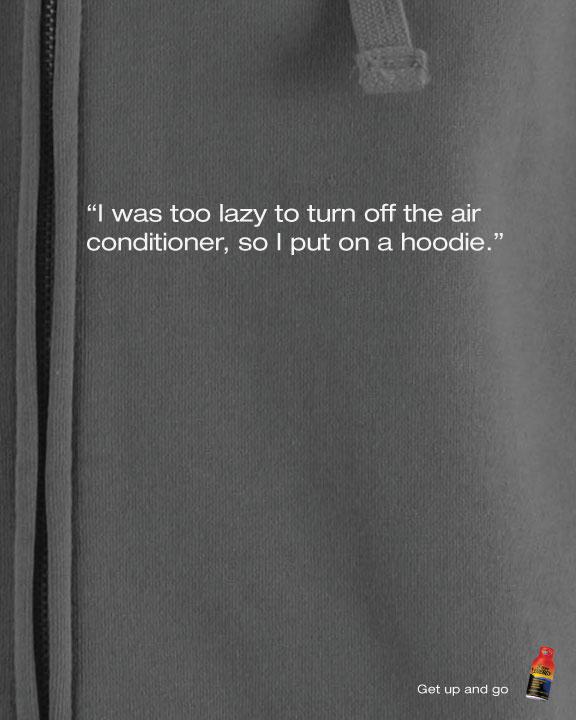 “I was too lazy to turn off the air
conditioner, so I put on a hoodie.”
Get up and go